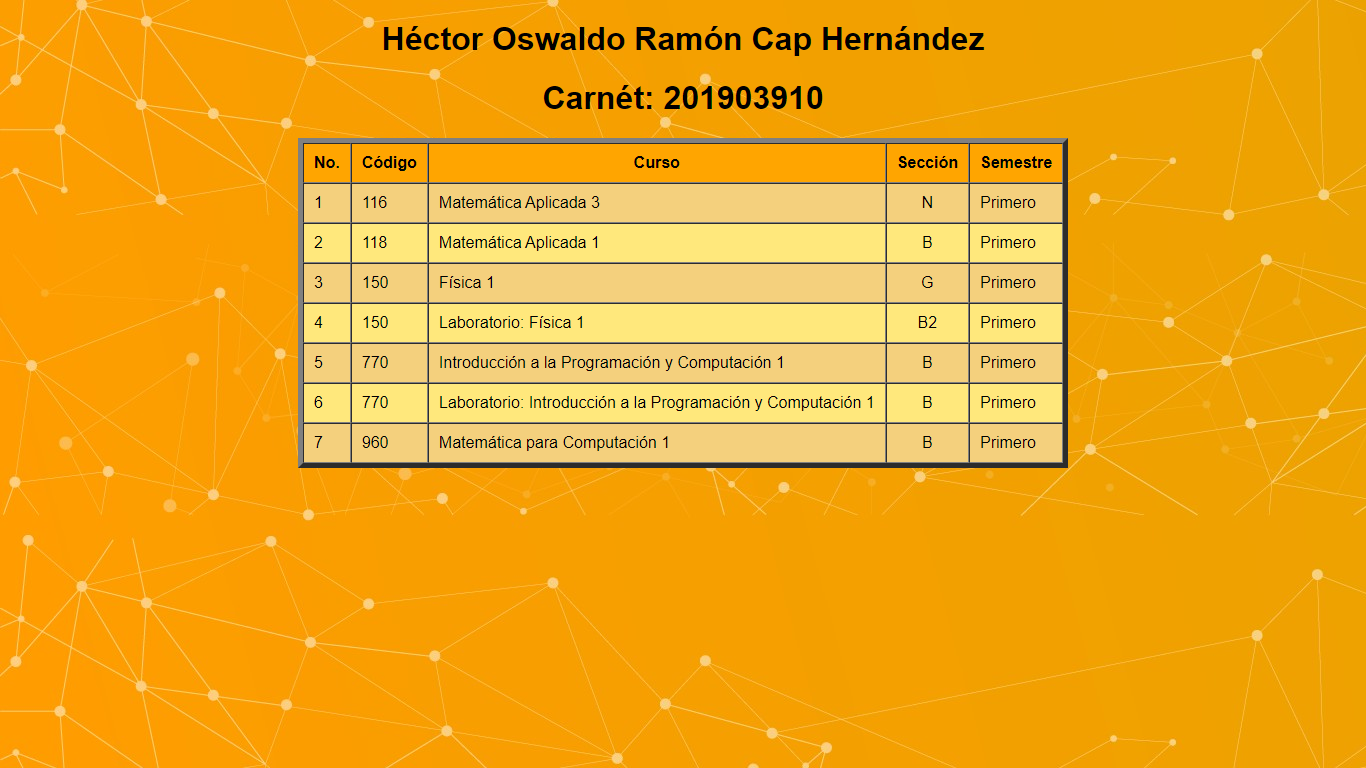 Héctor Oswaldo Ramón Cap Hernández
Carnét: 201903910
No. Código Curso Sección Semestre
1 116 Matemática Aplicada 3 N Primero
2 118 Matemática Aplicada 1 B Primero
3 150 Física 1 G Primero
4 150 Laboratorio: Física 1 B2 Primero
5 770 Introducción a la Programación y Computación 1 B Primero
6 770 Laboratorio: Introducción a la Programación y Computación 1 B Primero
7 960 Matemática para Computación 1 B Primero